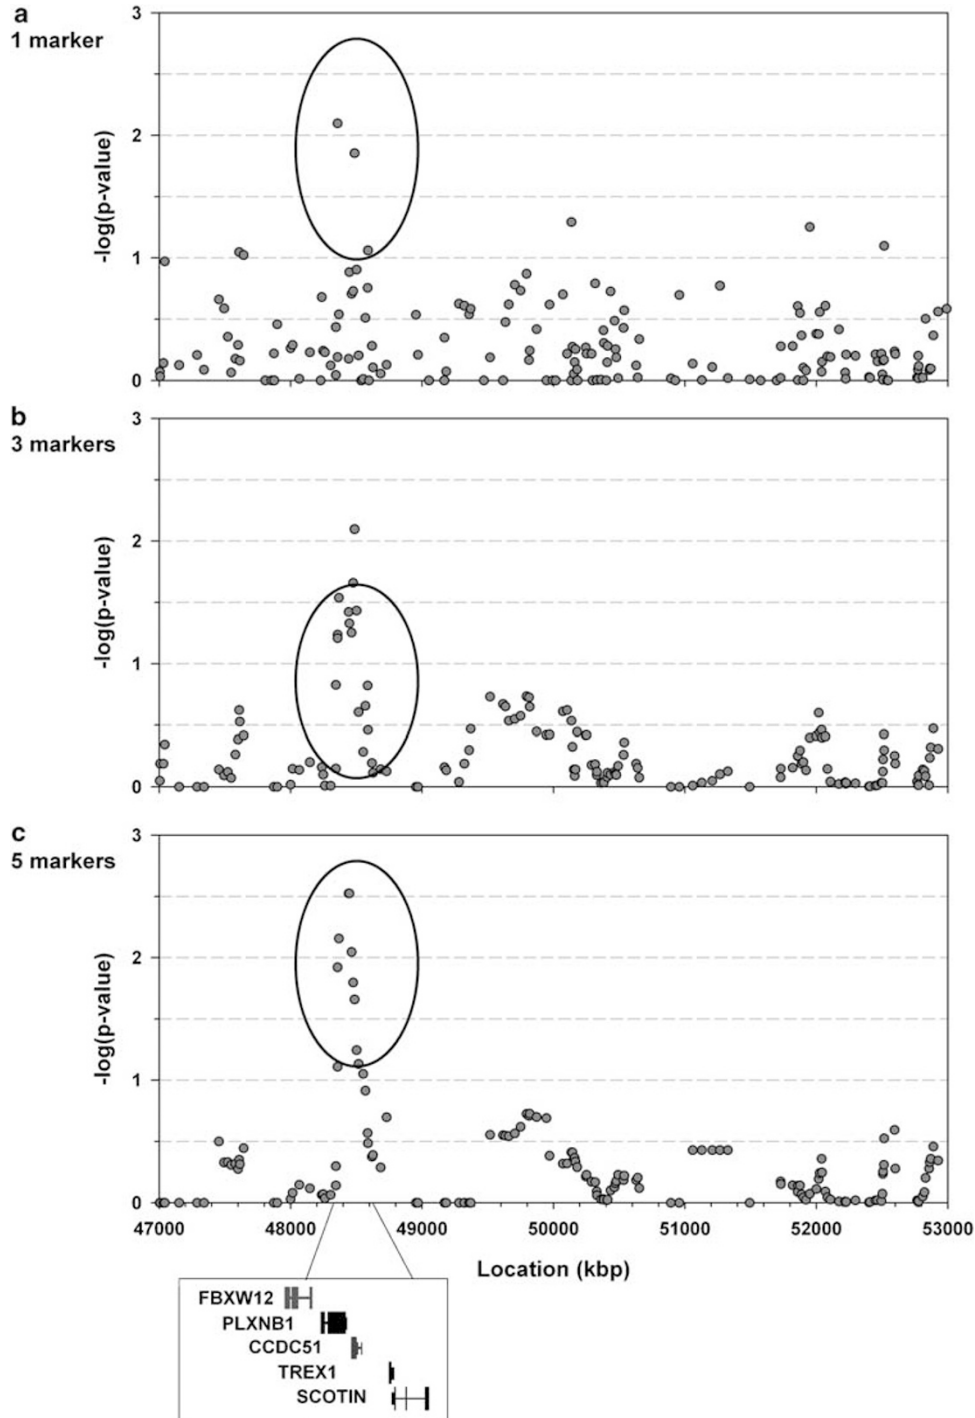 a
1 marker
3
2
1
0
-log(p-value)
b
3 markers
3
2
1
0
-log(p-value)
c
5 markers
3
2
1
0
-log(p-value)
47000 48000 49000 50000 51000 52000 53000
Location (kbp)
FBXW12
PLXNB1
CCDC51
TREX1
SCOTIN